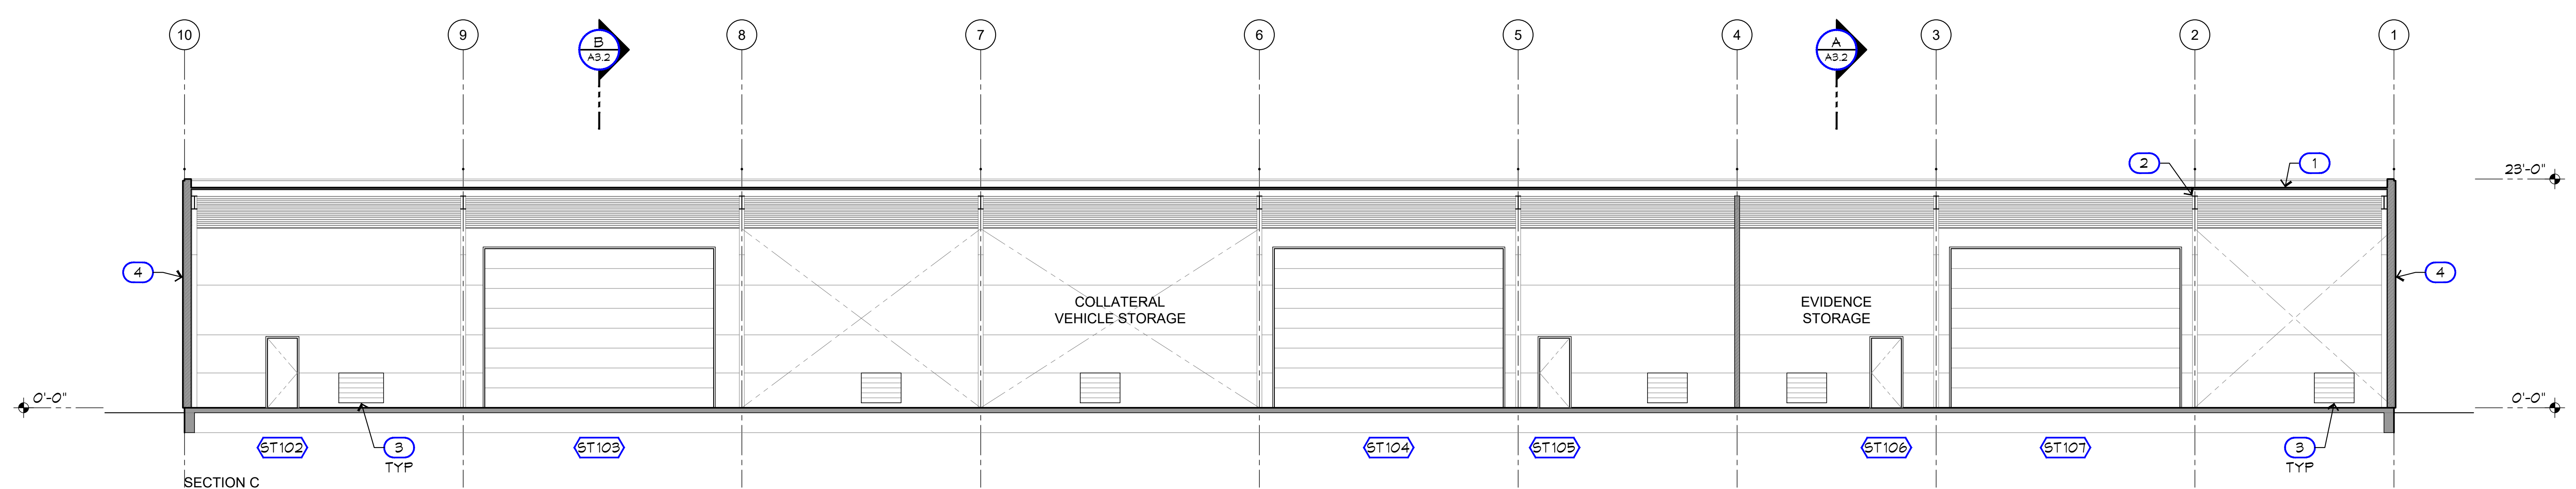 10
9
B
A3.2
8
7
6
5
4
A
A3.2
3
2
1
2
1
23'-0"
4
COLLATERAL
VEHICLE STORAGE
EVIDENCE
STORAGE
4
0'-0"
0'-0"
ST102
3
TYP
ST103
ST104
ST105
ST106
ST107
3
TYP
SECTION C